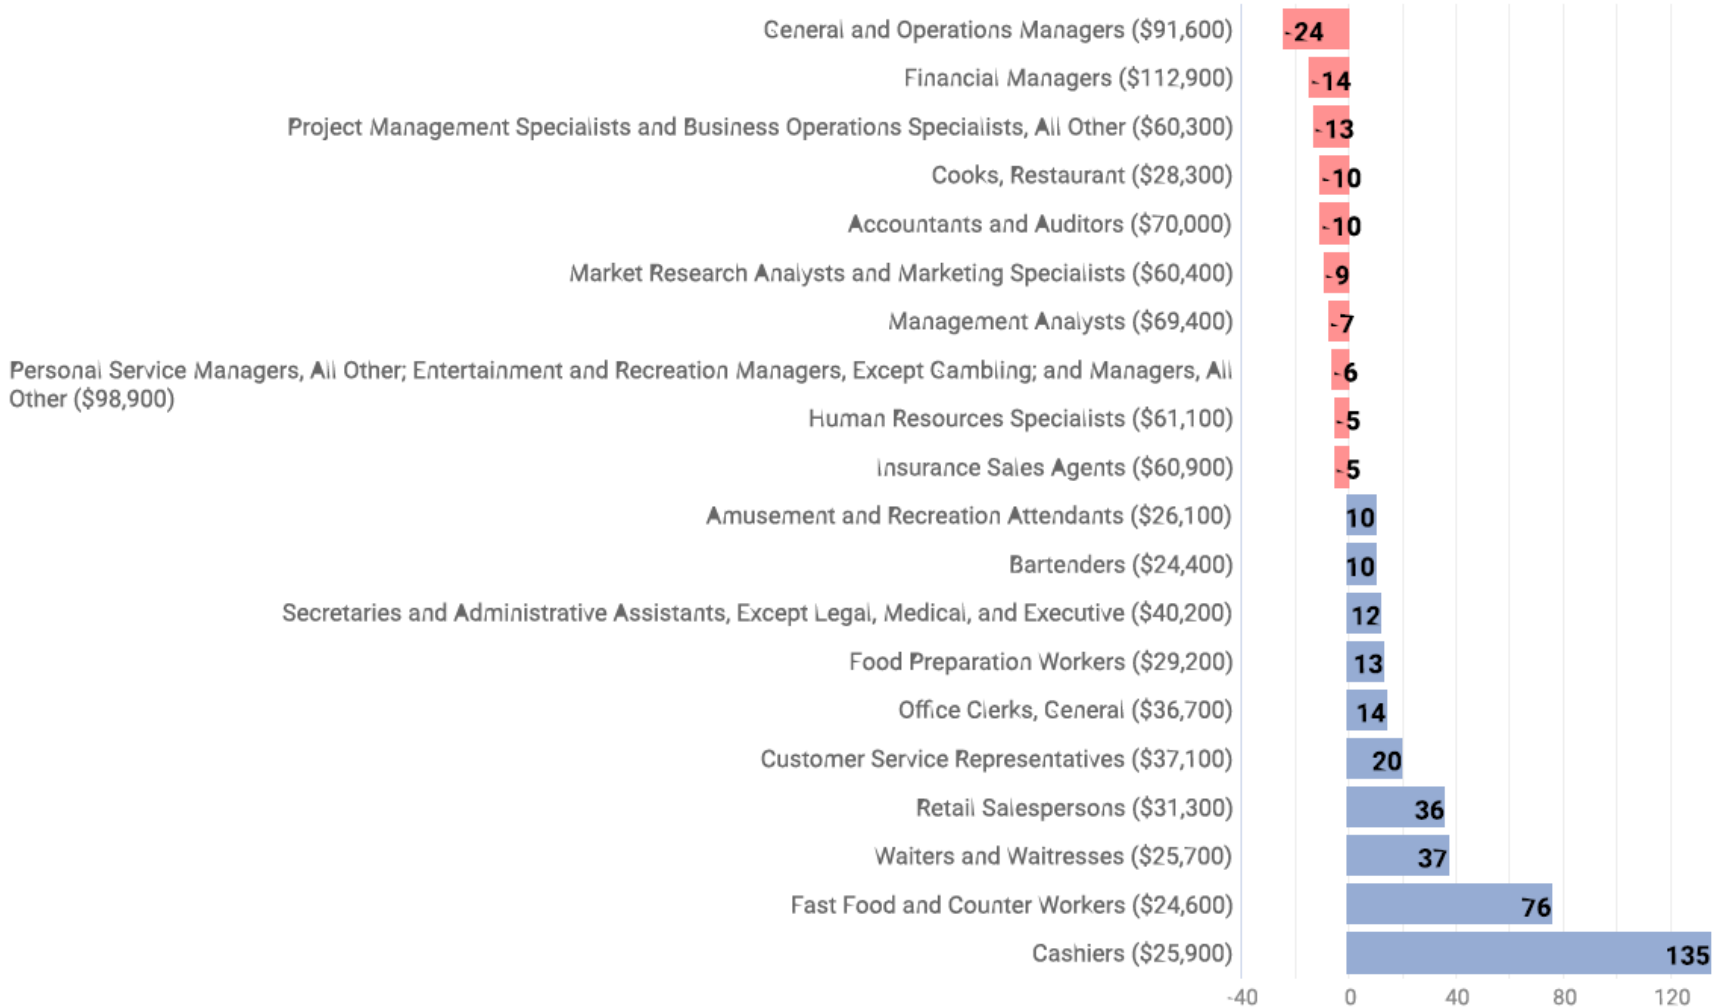 General and Operations Managers ($91,600) -24
Financial Managers ($112,900) -14
Project Management Specialists and Business Operations Specialists, All Other ($60,300) -13
Cooks, Restaurant ($28,300) -10
Accountants and Auditors ($70,000) -10
Market Research Analysts and Marketing Specialists ($60,400) -9
Management Analysts ($69,400) -7
Personal Service Managers, All Other; Entertainment and Recreation Managers, Except Gambling; and Managers, All -6
Other ($98,900)
Human Resources Specialists ($61,100) -5
Insurance Sales Agents ($60,900) -5
Amusement and Recreation Attendants ($26,100) 10
Bartenders ($24,400) 10
Secretaries and Administrative Assistants, Except Legal, Medical, and Executive ($40,200) 12
Food Preparation Workers ($29,200) 13
Office Clerks, General ($36,700) 14
Customer Service Representatives ($37,100) 20
Retail Salespersons ($31,300) 36
Waiters and Waitresses ($25,700) 37
Fast Food and Counter Workers ($24,600) 76
Cashiers ($25,900) 135
-40 0 40 80 120